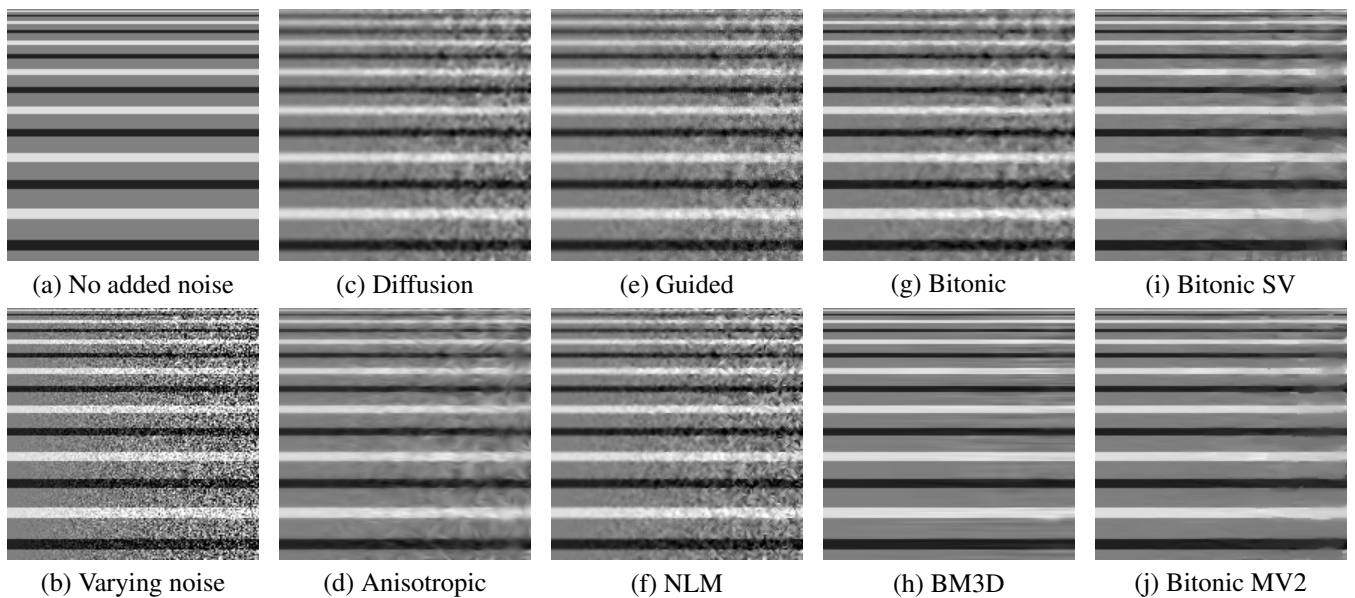 (a) No added noise
(c) Diffusion
(e) Guided
(g) Bitonic
(i) Bitonic SV
(b) Varying noise
(d) Anisotropic
(f) NLM
(h) BM3D
(j) Bitonic MV2